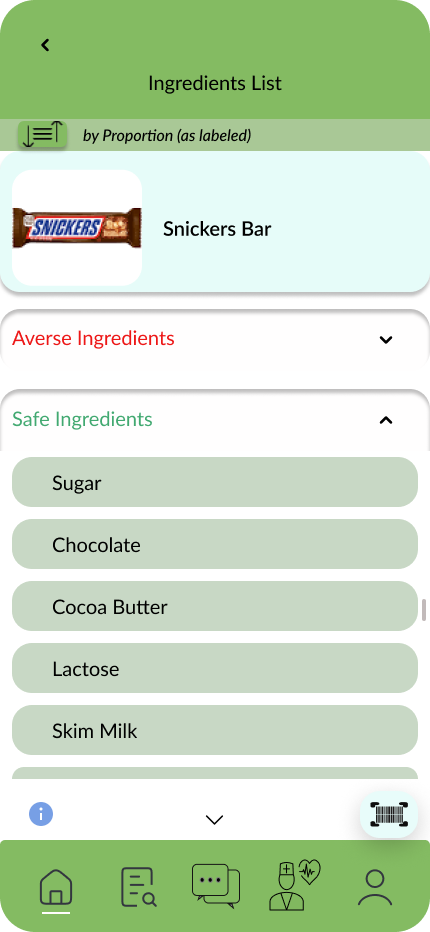 Ingredients List
by Proportion (as labeled)
SNICKERS
Snickers Bar
Averse Ingredients
Safe Ingredients
Sugar
Chocolate
Cocoa Butter
Lactose
Skim Milk